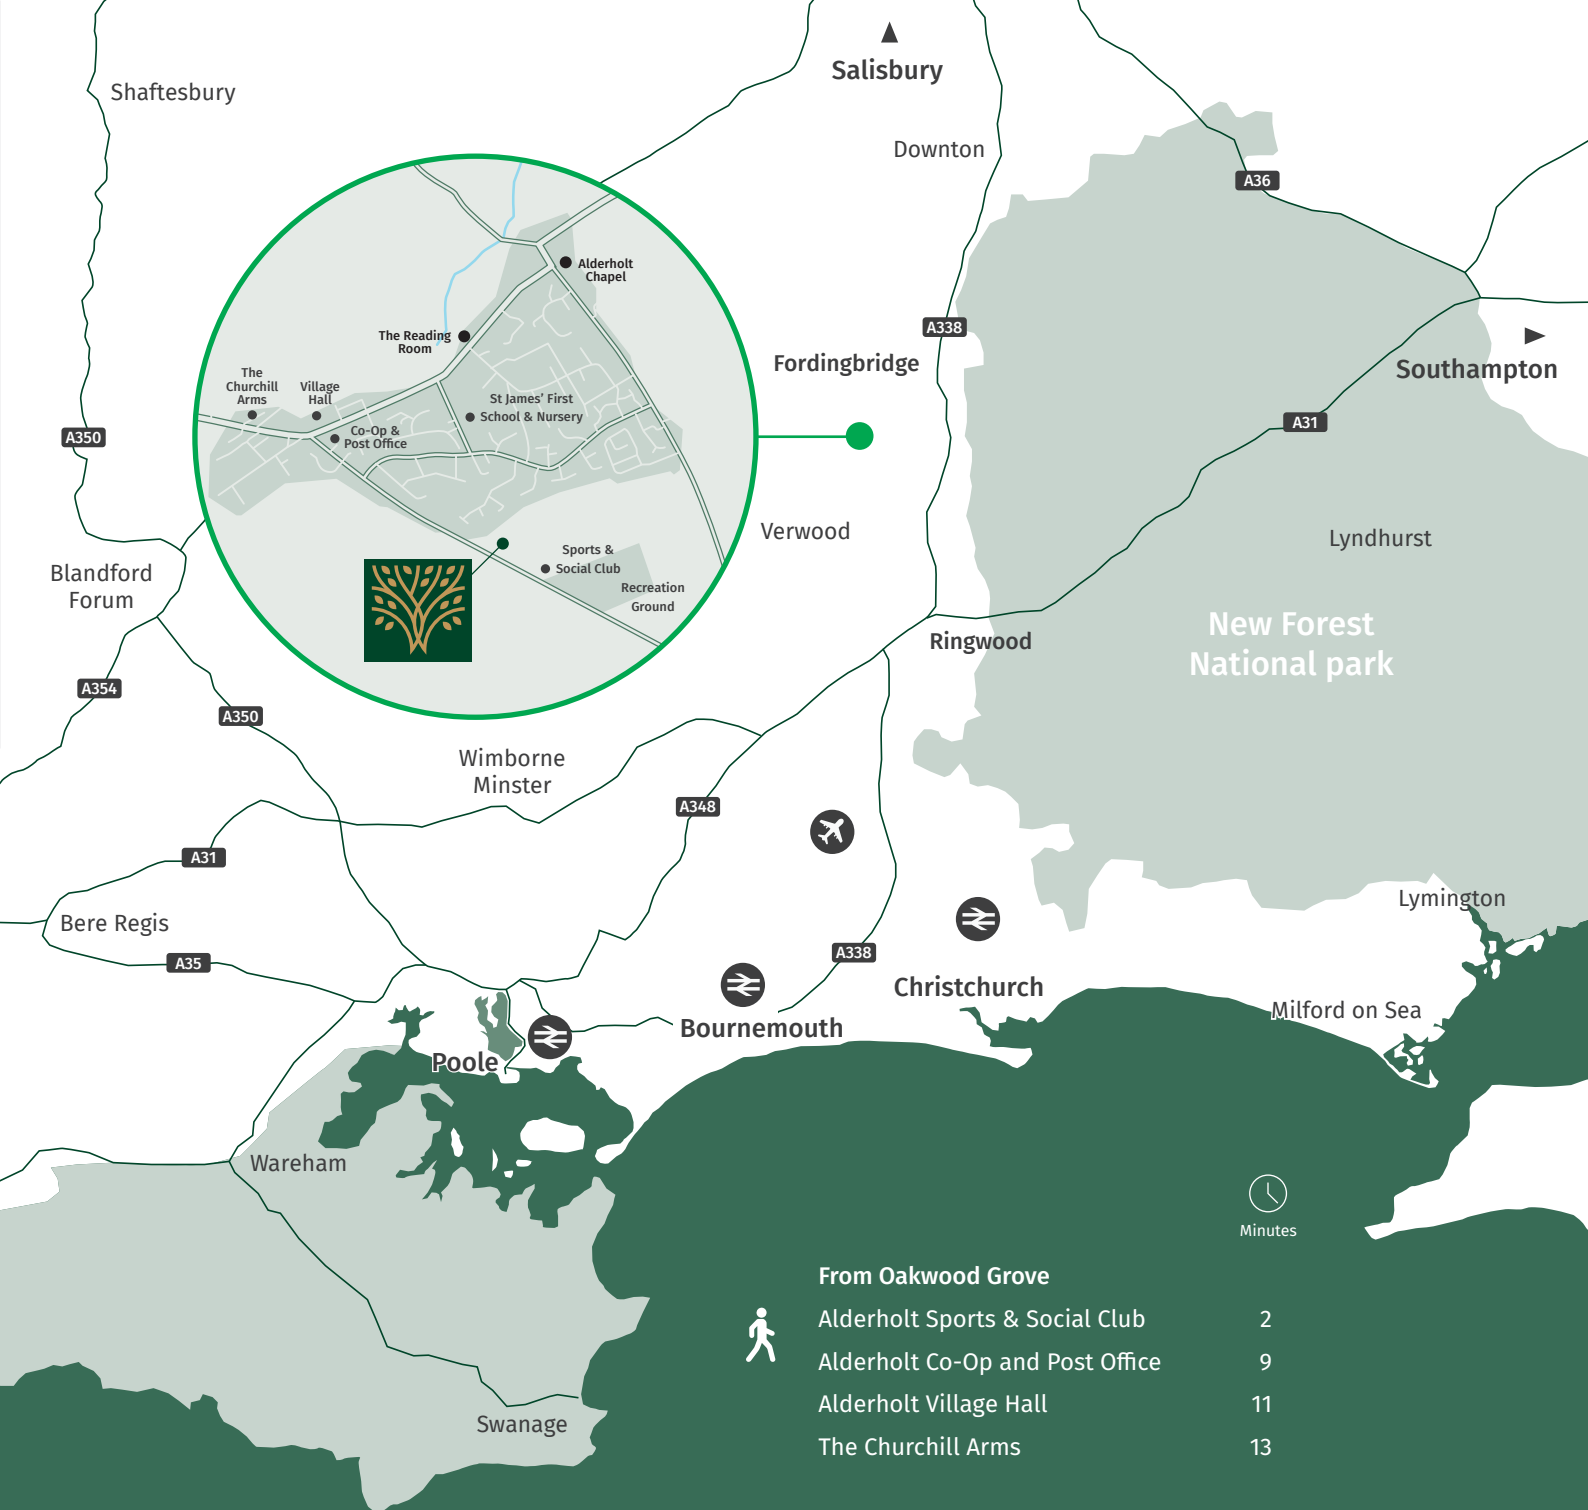 Salisbury
Shaftesbury
Downton
A36
Alderholt
Chapel
A338
The Reading
Room
Fordingbridge
Southampton
The
Churchill
Arms
Village
Hall
St James’ First
School & Nursery
Co-Op &
Post Office
A31
A350
Verwood
Lyndhurst
Sports &
Social Club
Recreation
Ground
Blandford
Forum
New Forest
National park
Ringwood
A354
A350
Wimborne
Minster
A348
A31
Bere Regis
A35
Lymington
A338
Christchurch
Milford on Sea
Bournemouth
Poole
Wareham
Minutes
From Oakwood Grove
Alderholt Sports & Social Club 2
Alderholt Co-Op and Post Office 9
Alderholt Village Hall 11
The Churchill Arms 13
Swanage